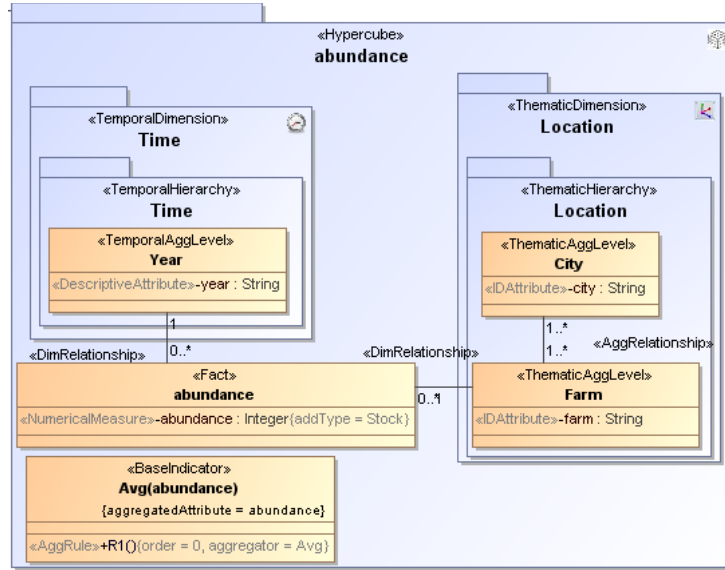 «Hypercube»
abundance
«TemporalDimension»
Time
«TemporalHierarchy»
Time
«TemporalAggLevel»
Year
«DescriptiveAttribute»-year : String
1
0..*
«DimRelationship»
«ThematicDimension»
Location
«ThematicHierarchy»
Location
«ThematicAggLevel»
City
«IDAttribute»-city : String
1..*
1..*
«AggRelationship»
«DimRelationship»
0..*
1
«Fact»
abundance
«NumericalMeasure»-abundance : Integer{addType = Stock}
«ThematicAggLevel»
Farm
«IDAttribute»-farm : String
«BaseIndicator»
Avg(abundance)
{aggregatedAttribute = abundance}
«AggRule»+R1(){order = 0, aggregator = Avg}